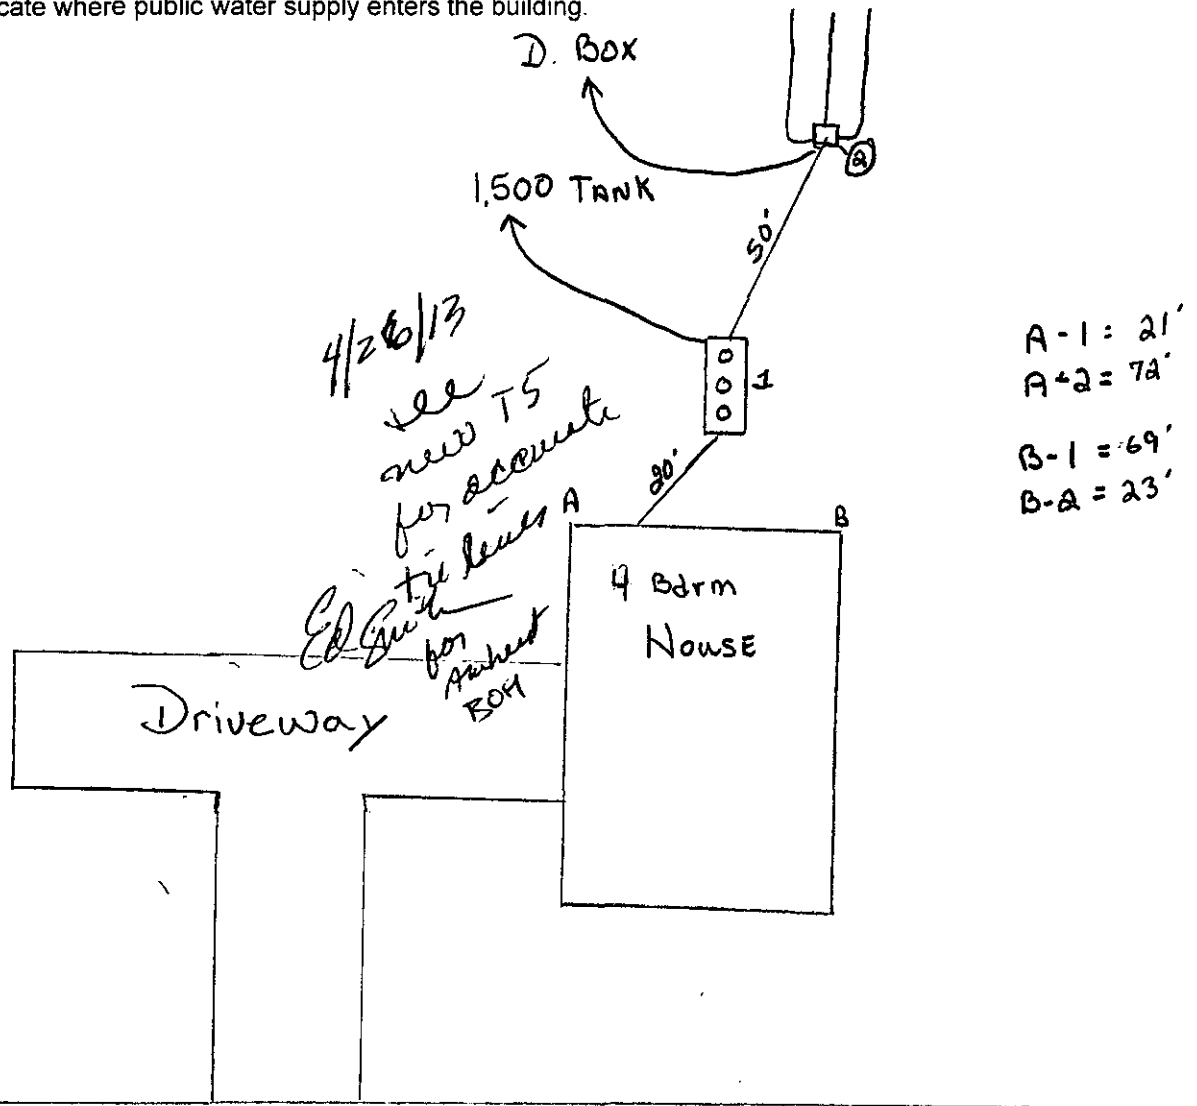 cate where public water supply enters the building.
D. BOX
2
1,500 TANK
50'
A-1: 21'
A-2= 72'
B-1 = 69'
B-2 = 23'
1
20'
A
B
4/26/13
see
new T5
for accurate
tie
Ed Smith
for
Amherst
BOH
4 Bdrm
House
Driveway